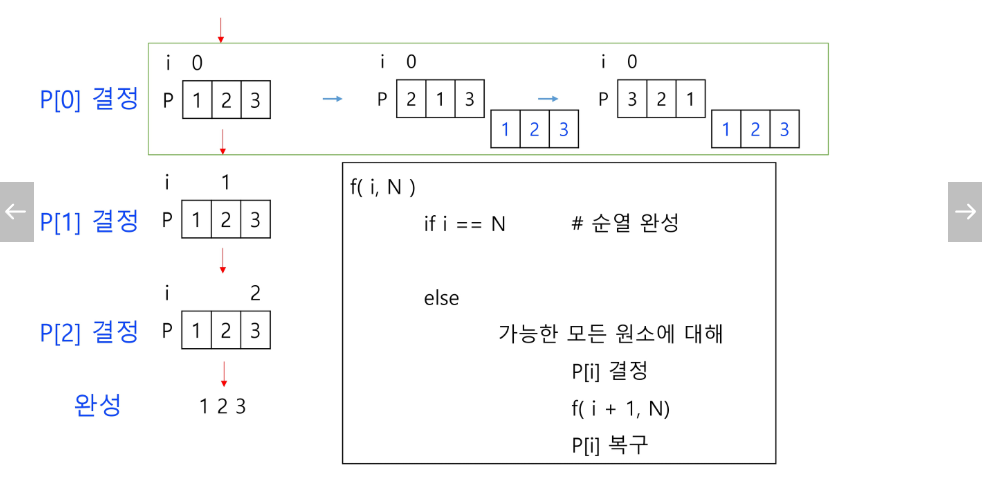 i 0
P[0] 결정 P 1 2 3
i 0
P 2 1 3
1 2 3
i 0
P 3 2 1
1 2 3
i 1
P[1] 결정 P 1 2 3
i 2
P[2] 결정 P 1 2 3
완성 1 2 3
f( i, N )
if i == N # 순열 완성
else
가능한 모든 원소에 대해
P[i] 결정
f( i + 1, N)
P[i] 복구